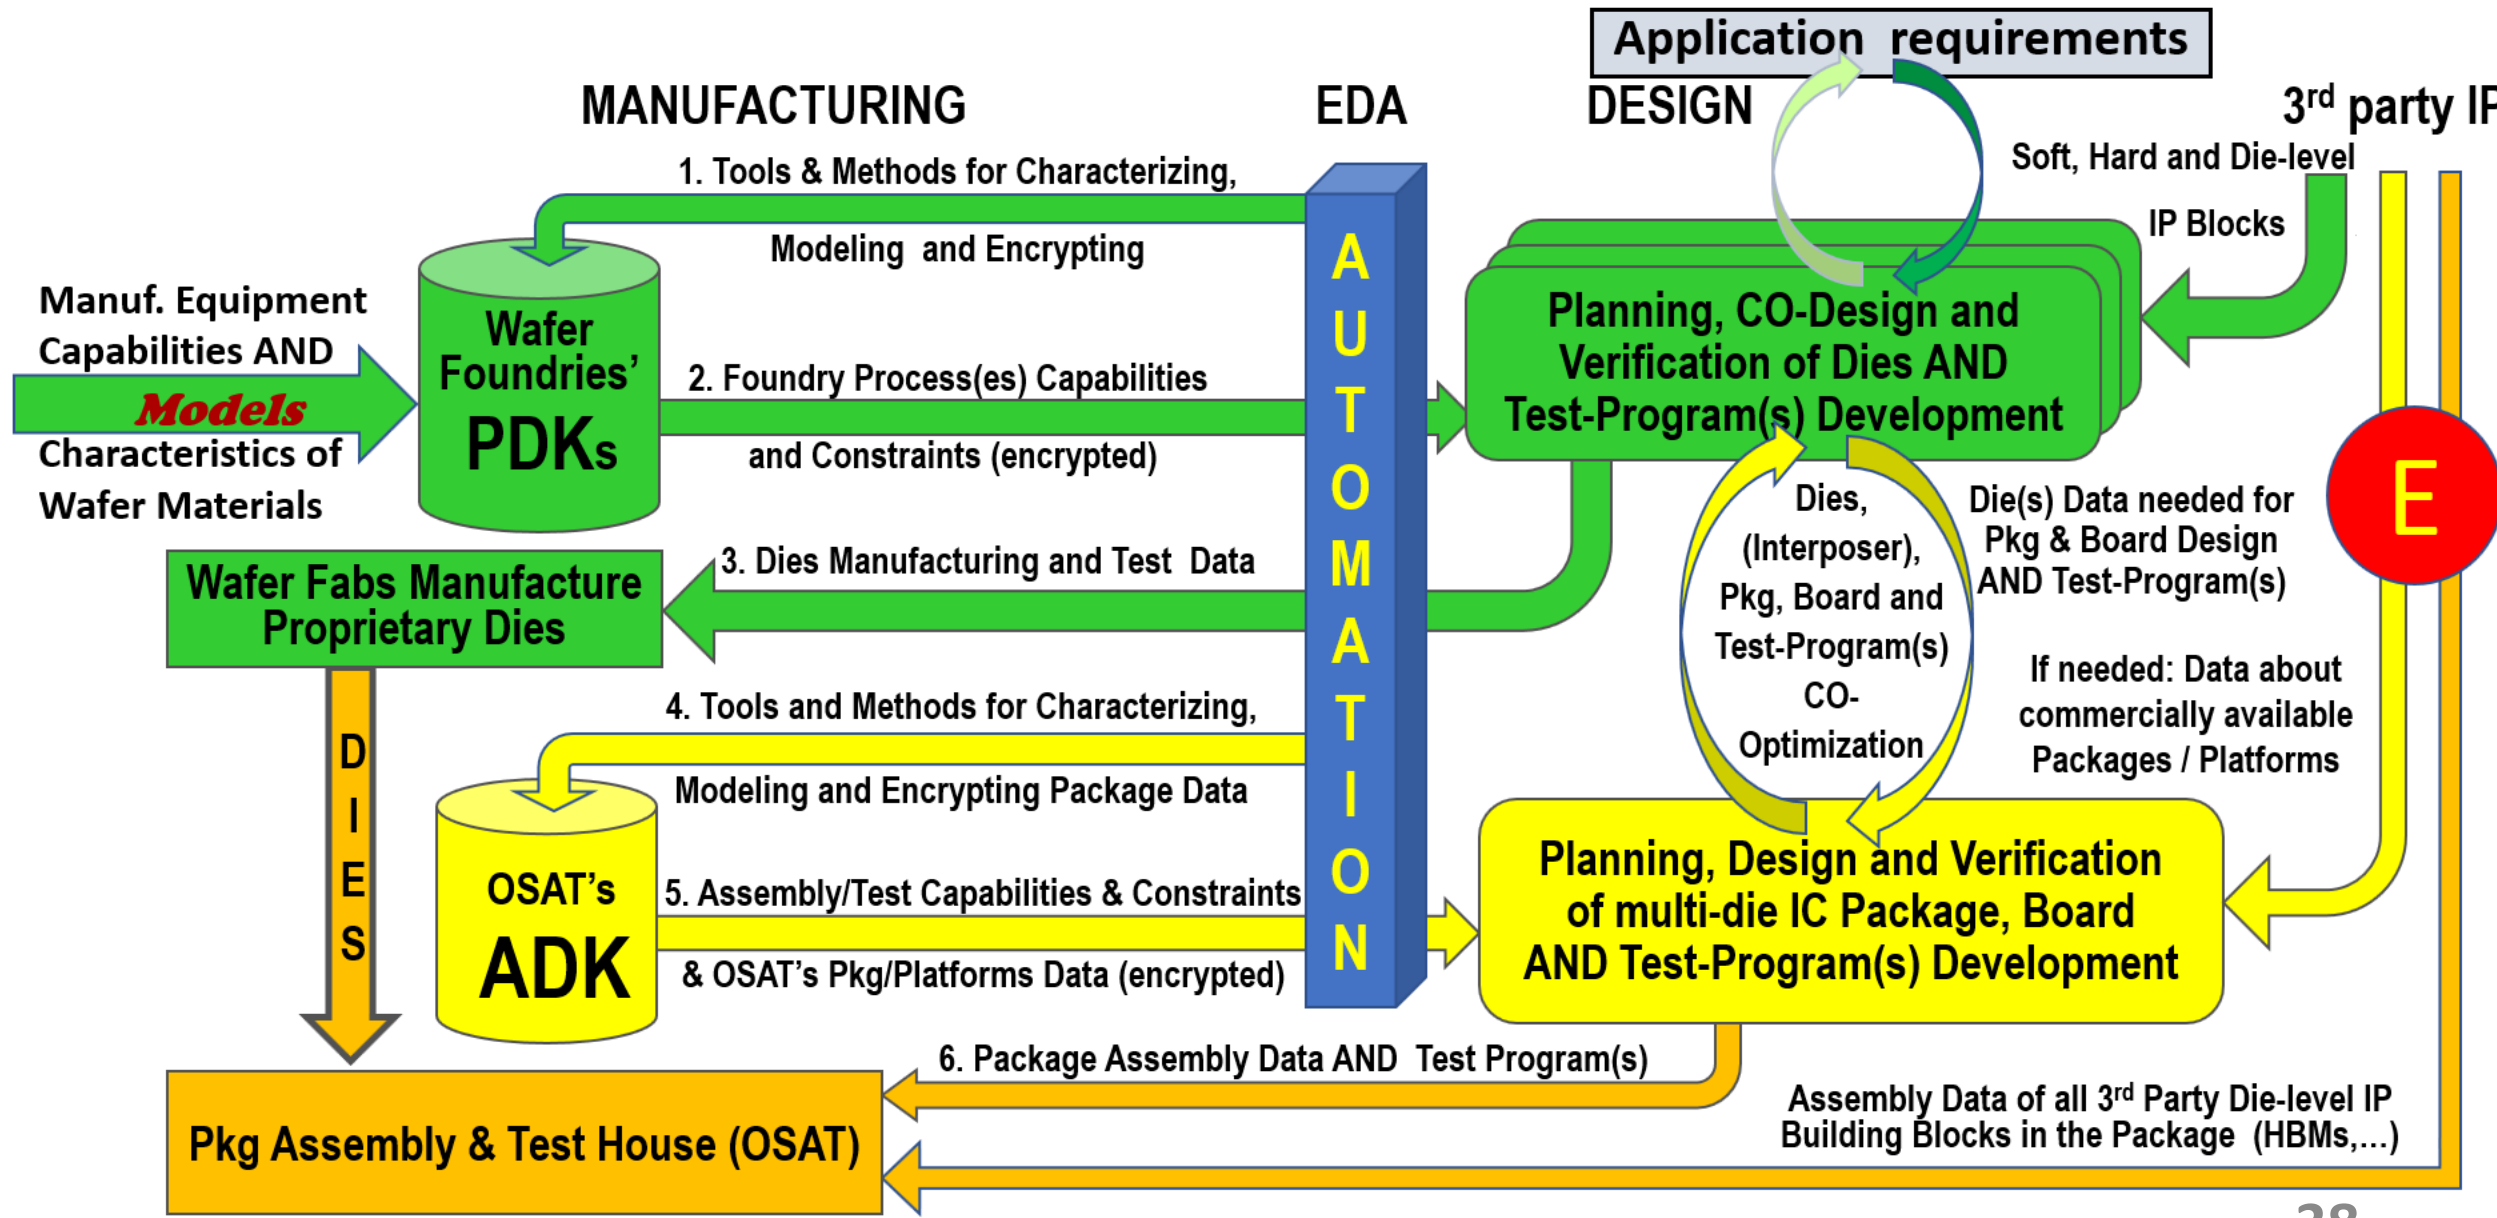 Application requirements
MANUFACTURING
EDA
DESIGN
3rd party IP
1. Tools & Methods for Characterizing,
Modeling and Encrypting
Soft, Hard and Die-level
IP Blocks
Manuf. Equipment
Capabilities AND
Models
Characteristics of
Wafer Materials
Wafer
Foundries’
PDKs
2. Foundry Process(es) Capabilities
and Constraints (encrypted)
AUTOMATION
Planning, CO-Design and
Verification of Dies AND
Test-Program(s) Development
E
Dies,
(Interposer),
Pkg, Board and
Test-Program(s)
CO-
Optimization
Die(s) Data needed for
Pkg & Board Design
AND Test-Program(s)
3. Dies Manufacturing and Test Data
Wafer Fabs Manufacture
Proprietary Dies
If needed: Data about
commercially available
Packages / Platforms
DIES
4. Tools and Methods for Characterizing,
Modeling and Encrypting Package Data
OSAT’s
ADK
5. Assembly/Test Capabilities & Constraints
& OSAT’s Pkg/Platforms Data (encrypted)
Planning, Design and Verification
of multi-die IC Package, Board
AND Test-Program(s) Development
6. Package Assembly Data AND Test Program(s)
Pkg Assembly & Test House (OSAT)
Assembly Data of all 3rd Party Die-level IP
Building Blocks in the Package (HBMs,...)